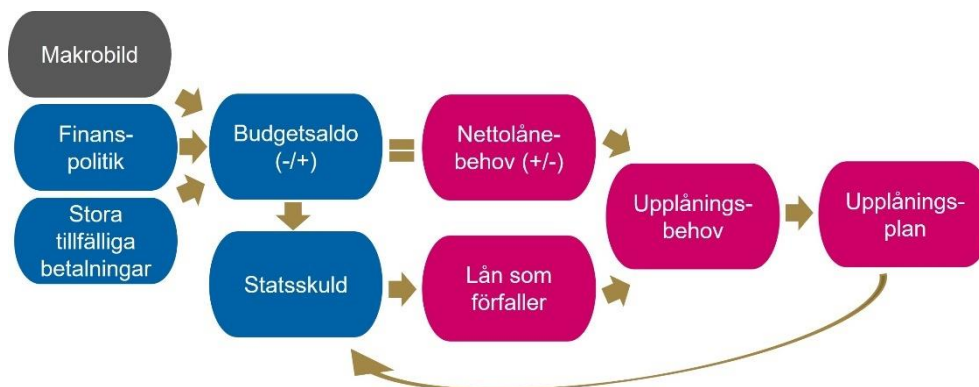 Makrobild
Finans-
politik
Stora
tillfälliga
betalningar
Budgetsaldo
(-/+)
Statsskuld
Nettolåne-
behov (+/-)
Lån som
förfaller
Upplånings-
behov
Upplånings-
plan